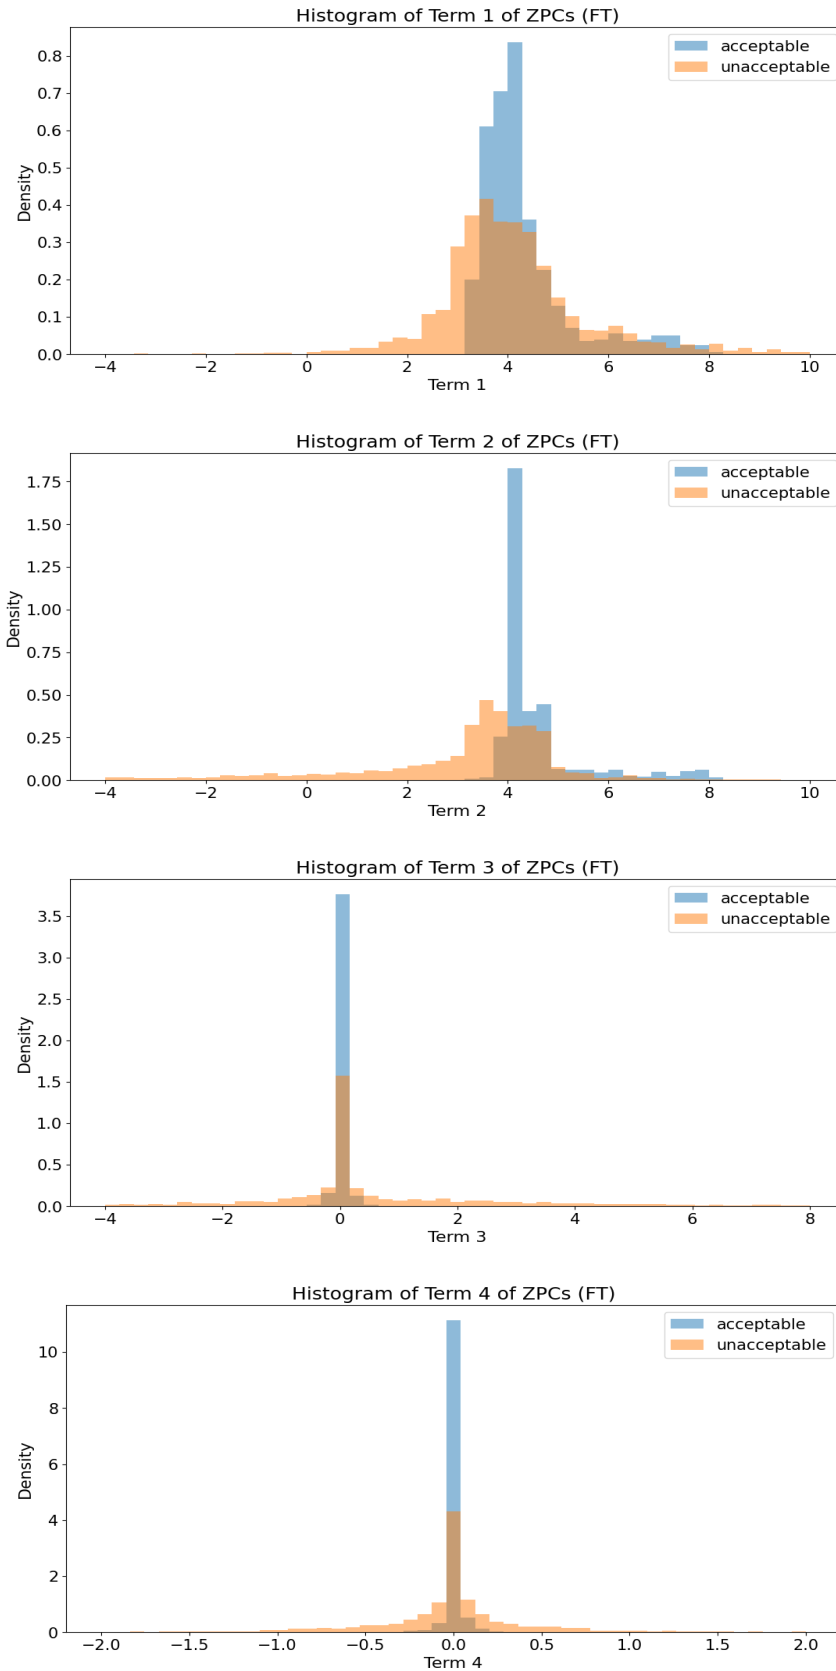 Histogram of Term 1 of ZPCs (FT)
acceptable
unacceptable
Density
0.8
0.7
0.6
0.5
0.4
0.3
0.2
0.1
0.0
−4 −2 0 2 4 6 8 10
Term 1
Histogram of Term 2 of ZPCs (FT)
acceptable
unacceptable
Density
1.75
1.50
1.25
1.00
0.75
0.50
0.25
0.00
−4 −2 0 2 4 6 8 10
Term 2
Histogram of Term 3 of ZPCs (FT)
acceptable
unacceptable
Density
3.5
3.0
2.5
2.0
1.5
1.0
0.5
0.0
−4 −2 0 2 4 6 8
Term 3
Histogram of Term 4 of ZPCs (FT)
acceptable
unacceptable
Density
10
8
6
4
2
0
−2.0 −1.5 −1.0 −0.5 0.0 0.5 1.0 1.5 2.0
Term 4